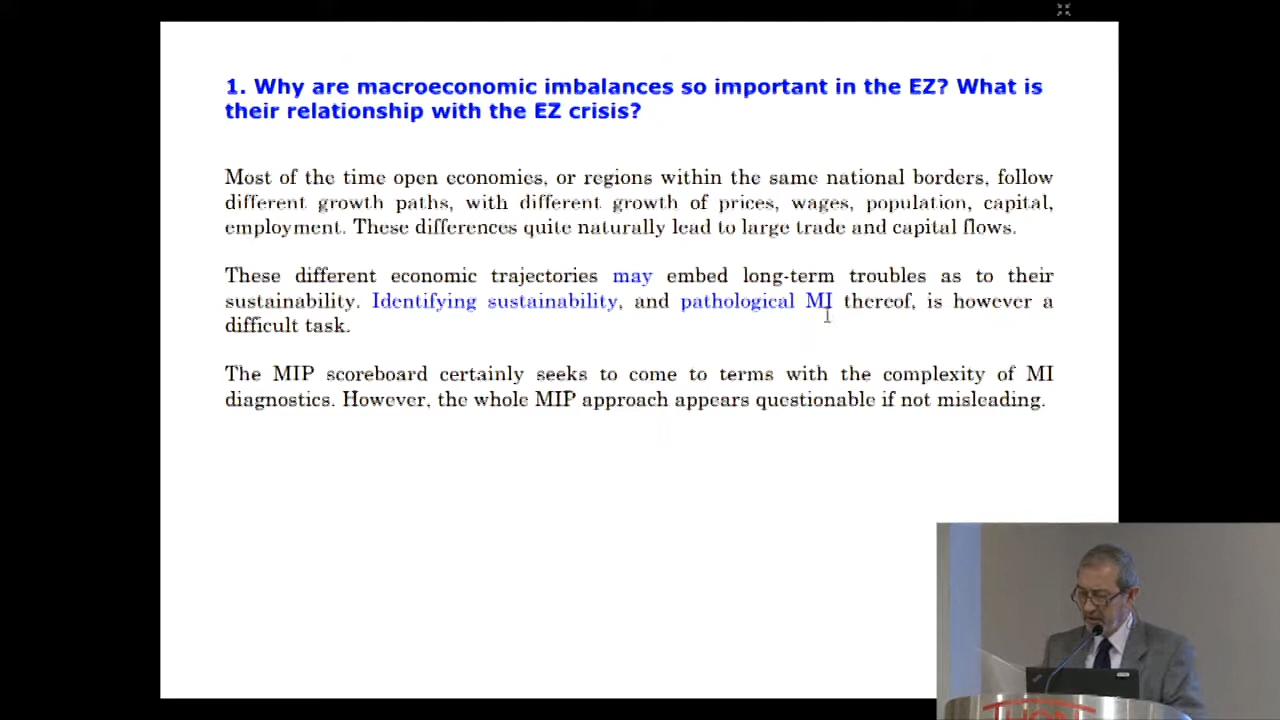 1. Why are macroeconomic imbalances so important in the EZ? What is
their relationship with the EZ crisis?
Most of the time open economies, or regions within the same national borders, follow
different growth paths, with different growth of prices, wages, population, capital,
employment. These differences quite naturally lead to large trade and capital flows.
These different economic trajectories may embed long-term troubles as to their
sustainability. Identifying sustainability, and pathological MI thereof, is however a
difficult task.
The MIP scoreboard certainly seeks to come to terms with the complexity of MI
diagnostics. However, the whole MIP approach appears questionable if not misleading.
THON